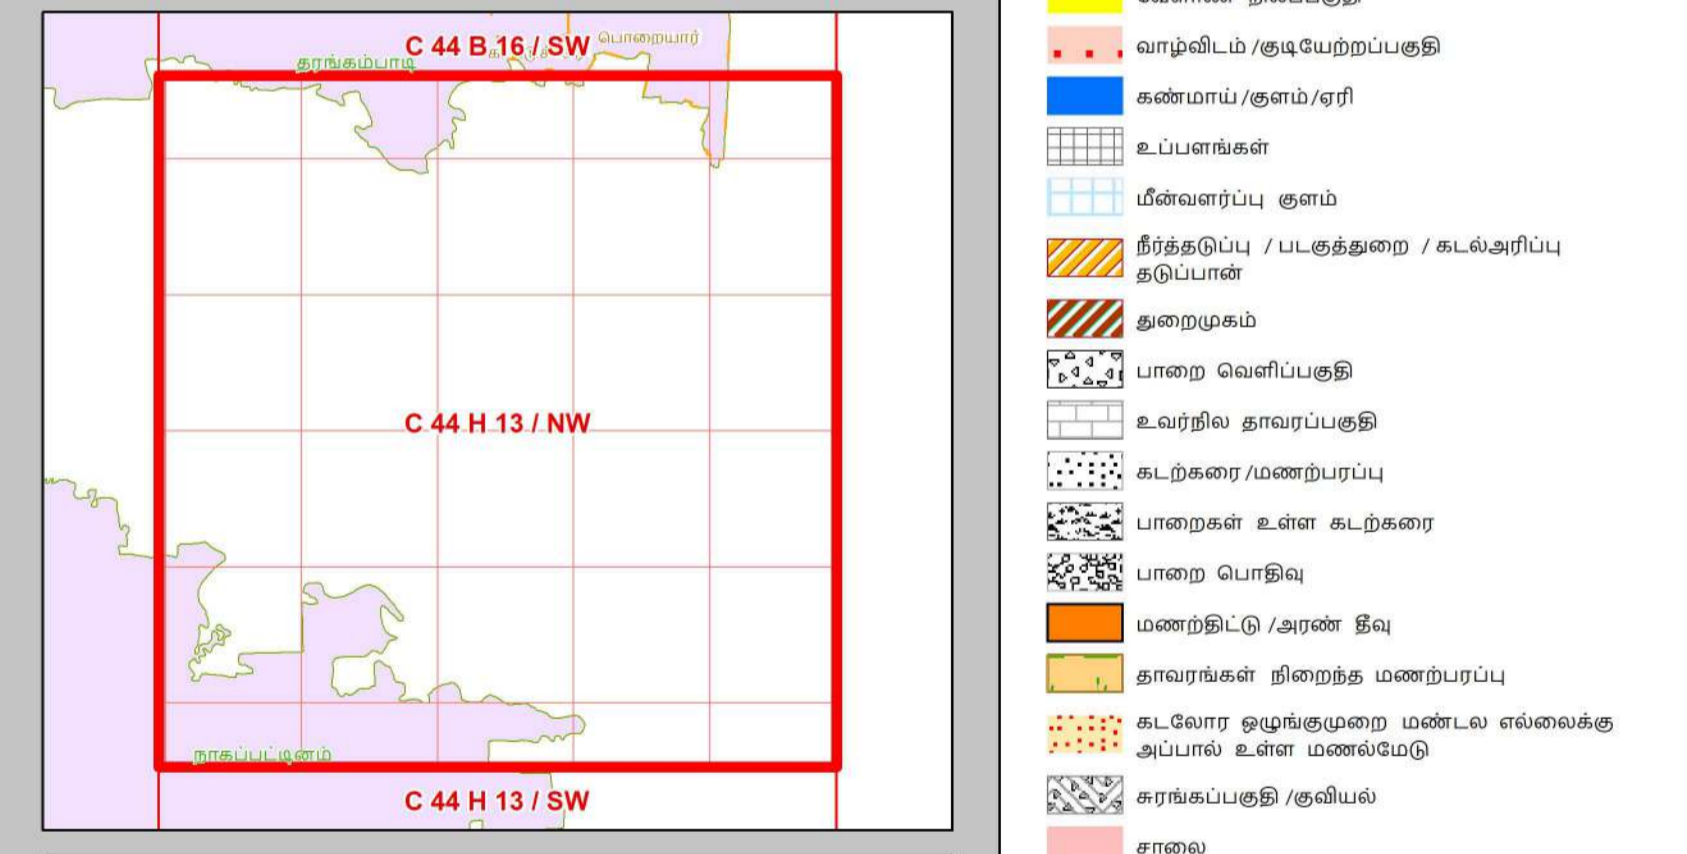 C 44 B 16 / SW
பொறையார்
தரங்கம்பாடி
C 44 H 13 / NW
நாகப்பட்டினம்
C 44 H 13 / SW
வாழ்விடம் /குடியேற்றப்பகுதி
கண்மாய் /குளம் /ஏரி
உப்பளங்கள்
மீன்வளர்ப்பு குளம்
நீர்த்தடுப்பு / படகுத்துறை / கடல்அரிப்பு
தடுப்பான்
துறைமுகம்
பாறை வெளிப்பகுதி
உவர்நில தாவரப்பகுதி
கடற்கரை /மணற்பரப்பு
பாறைகள் உள்ள கடற்கரை
பாறை பொதிவு
மணற்திட்டு /அரண் தீவு
தாவரங்கள் நிறைந்த மணற்பரப்பு
கடலோர ஒழுங்குமுறை மண்டல எல்லைக்கு
அப்பால் உள்ள மணல்மேடு
சுரங்கப்பகுதி /குவியல்
சாலை